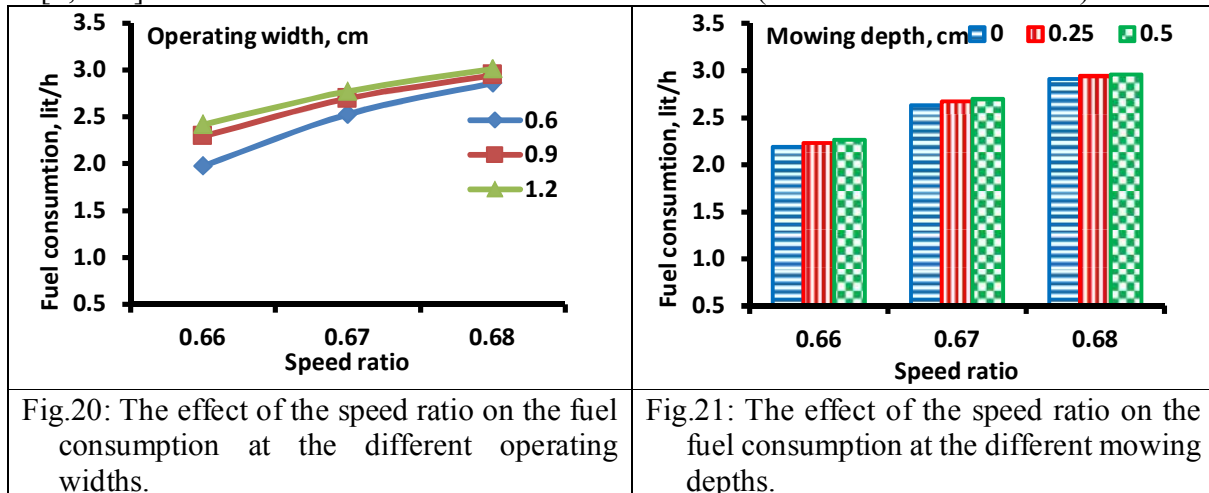 Operating width, cm
Fuel consumtion, lit/h
3.5
3.0
2.5
2.0
1.5
1.0
0.5
0.6
0.9
1.2
0.66 0.67 0.68
Speed ratio
Mowing depth, cm 0 0.25 0.5
Fuel consumption, lit/h
3.5
3.0
2.5
2.0
1.5
1.0
0.5
0.66 0.67 0.68
Speed ratio
Fig.20: The effect of the speed ratio on the fuel
consumption at the different operating
widths.
Fig.21: The effect of the speed ratio on the
fuel consumption at the different mowing
depths.